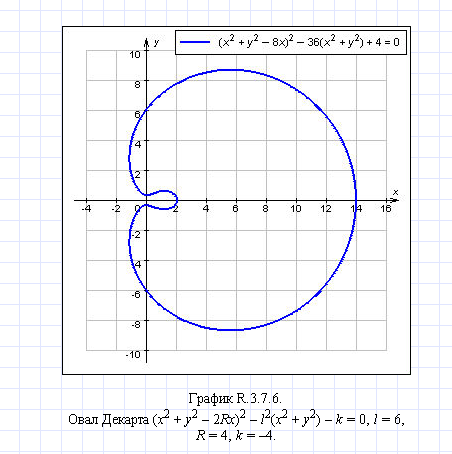 y
(x² + y² – 8x)² – 36(x² + y²) + 4 = 0
10
8
6
4
2
x
-4 -2 0 2 4 6 8 10 12 14 16
-2
-4
-6
-8
-10
График R.3.7.6.
Овал Декарта (x² + y² – 2Rx)² – l²(x² + y²) – k = 0, l = 6,
R = 4, k = –4.